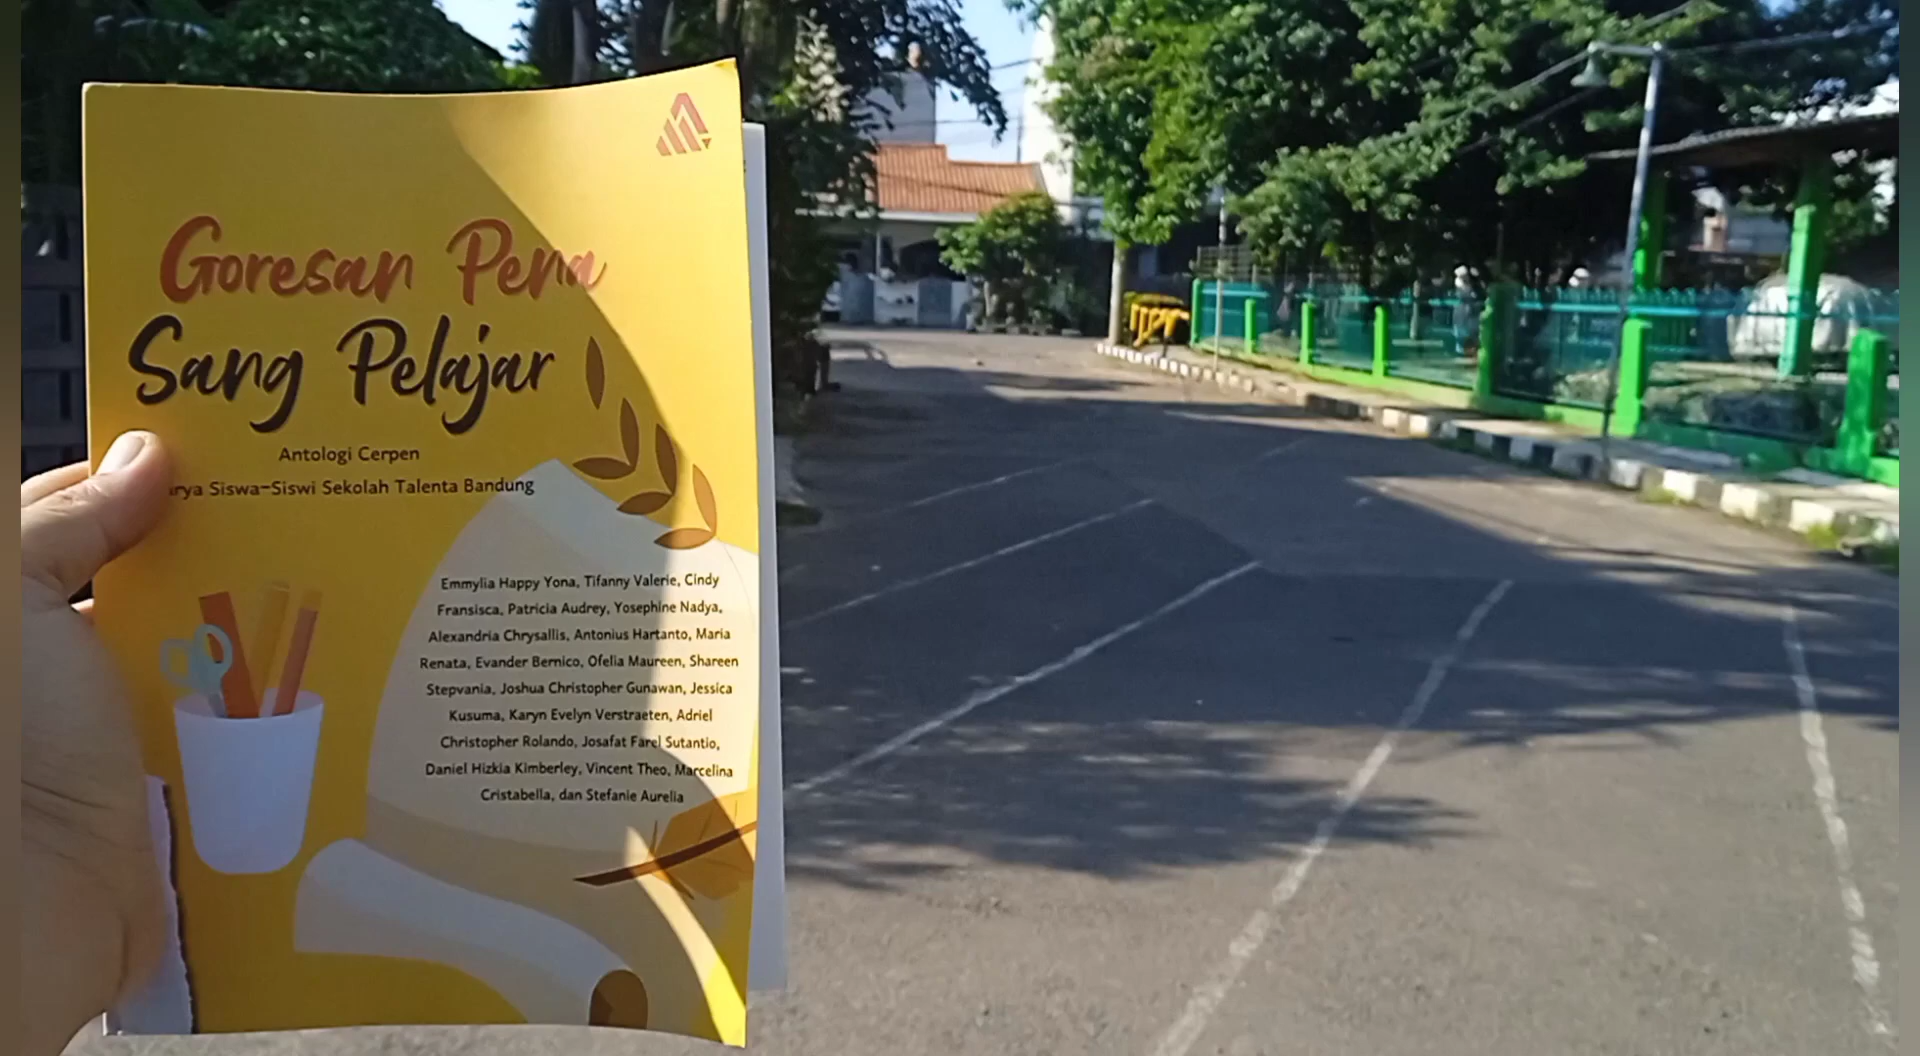 Goresan Pena
Sang Pelajar
Antologi Cerpen
Siswa-Siswi Sekolah Talenta Bandung
Emmylia Happy Yona, Tifanny Valerie, Cindy
Fransisca, Patricia Audrey, Yosephine Nadya,
Alexandria Chrysallis, Antonius Hartanto, Maria
Renata, Evander Bernico, Ofelia Maureen, Shareen
Stepvania, Joshua Christopher Gunawan, Jessica
Kusuma, Karyn Evelyn Verstraeten, Adriel
Christopher Rolando, Josafat Farel Sutantio,
Daniel Hizkia Kimberley, Vincent Theo, Marcelina
Cristabella, dan Stefanie Aurelia